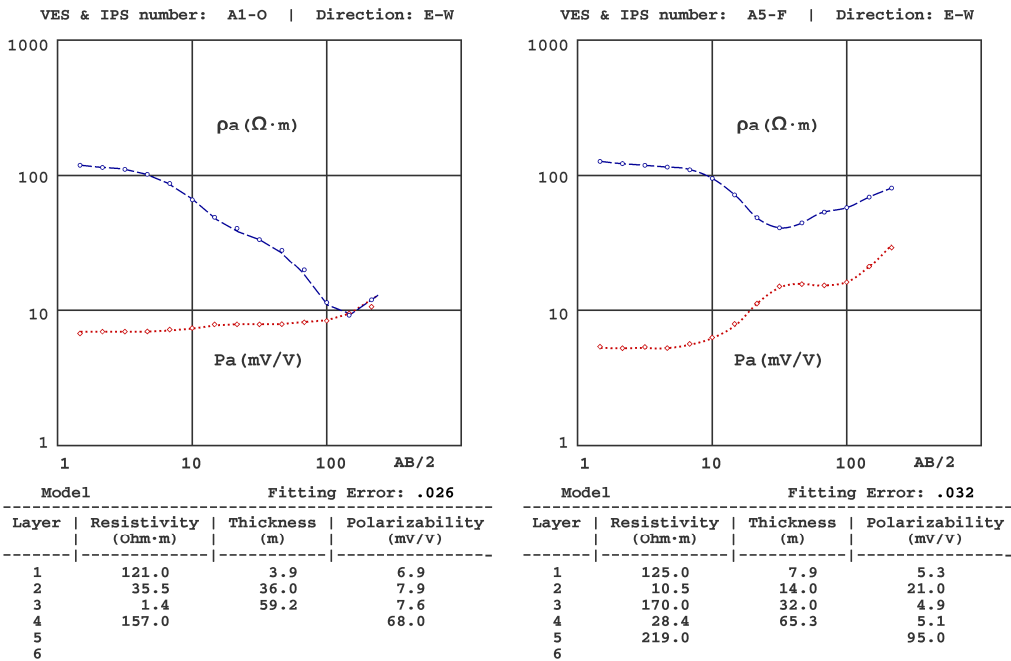 VES & IPS number: A1-O | Direction: E-W
1000
ρa(Ω·m)
100
10
Pa(mV/V)
1
1 10 100 AB/2
Model Fitting Error: .026
Layer | Resistivity | Thickness | Polarizability
| (Ohm·m) | (m) | (mV/V)
1 121.0 3.9 6.9
2 35.5 36.0 7.9
3 1.4 59.2 7.6
4 157.0 68.0
5
6
VES & IPS number: A5-F | Direction: E-W
1000
ρa(Ω·m)
100
10
Pa(mV/V)
1
1 10 100 AB/2
Model Fitting Error: .032
Layer | Resistivity | Thickness | Polarizability
| (Ohm·m) | (m) | (mV/V)
1 125.0 7.9 5.3
2 10.5 14.0 21.0
3 170.0 32.0 4.9
4 28.4 65.3 5.1
5 219.0 95.0
6